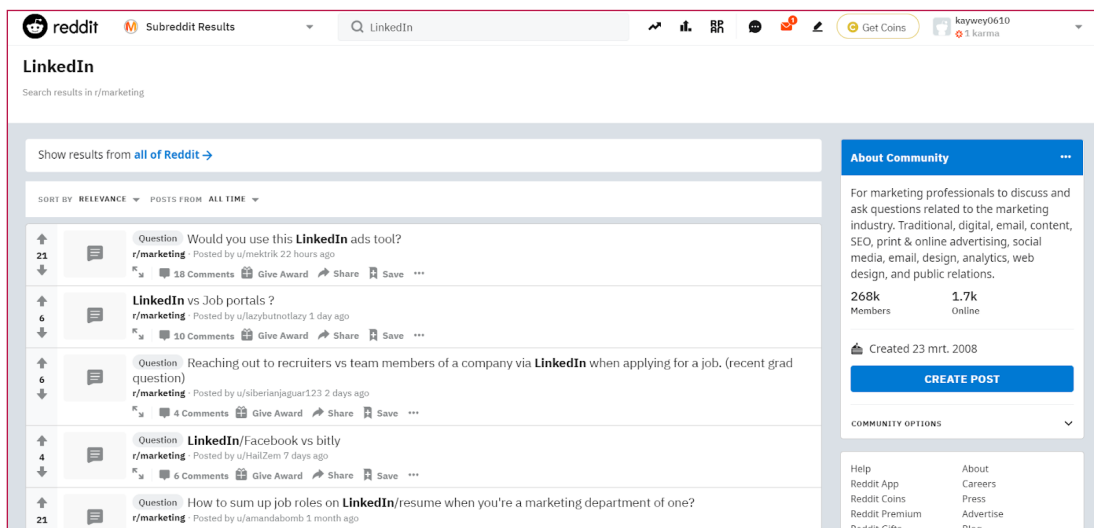 reddit Subreddit Results LinkedIn 1 Get Coins kaywey0610
1 karma
LinkedIn
Search results in r/marketing
Show results from all of Reddit →
SORT BY RELEVANCE POSTS FROM ALL TIME
21
Question Would you use this LinkedIn ads tool?
r/marketing · Posted by u/mektrik 22 hours ago
18 Comments Give Award Share Save ...
6
LinkedIn vs Job portals ?
r/marketing · Posted by u/lazybutnotlazy 1 day ago
10 Comments Give Award Share Save ...
6
Question Reaching out to recruiters vs team members of a company via LinkedIn when applying for a job. (recent grad
question)
r/marketing · Posted by u/siberianjaguar123 2 days ago
4 Comments Give Award Share Save ...
4
Question LinkedIn/Facebook vs bitly
r/marketing · Posted by u/HailZem 7 days ago
6 Comments Give Award Share Save ...
21
Question How to sum up job roles on LinkedIn/resume when you're a marketing department of one?
r/marketing · Posted by u/amandabomb 1 month ago
About Community ...
For marketing professionals to discuss and
ask questions related to the marketing
industry. Traditional, digital, email, content,
SEO, print & online advertising, social
media, email, design, analytics, web
design, and public relations.
268k 1.7k
Members Online
Created 23 mrt. 2008
CREATE POST
COMMUNITY OPTIONS
Help About
Reddit App Careers
Reddit Coins Press
Reddit Premium Advertise
Reddit Gifts Blog